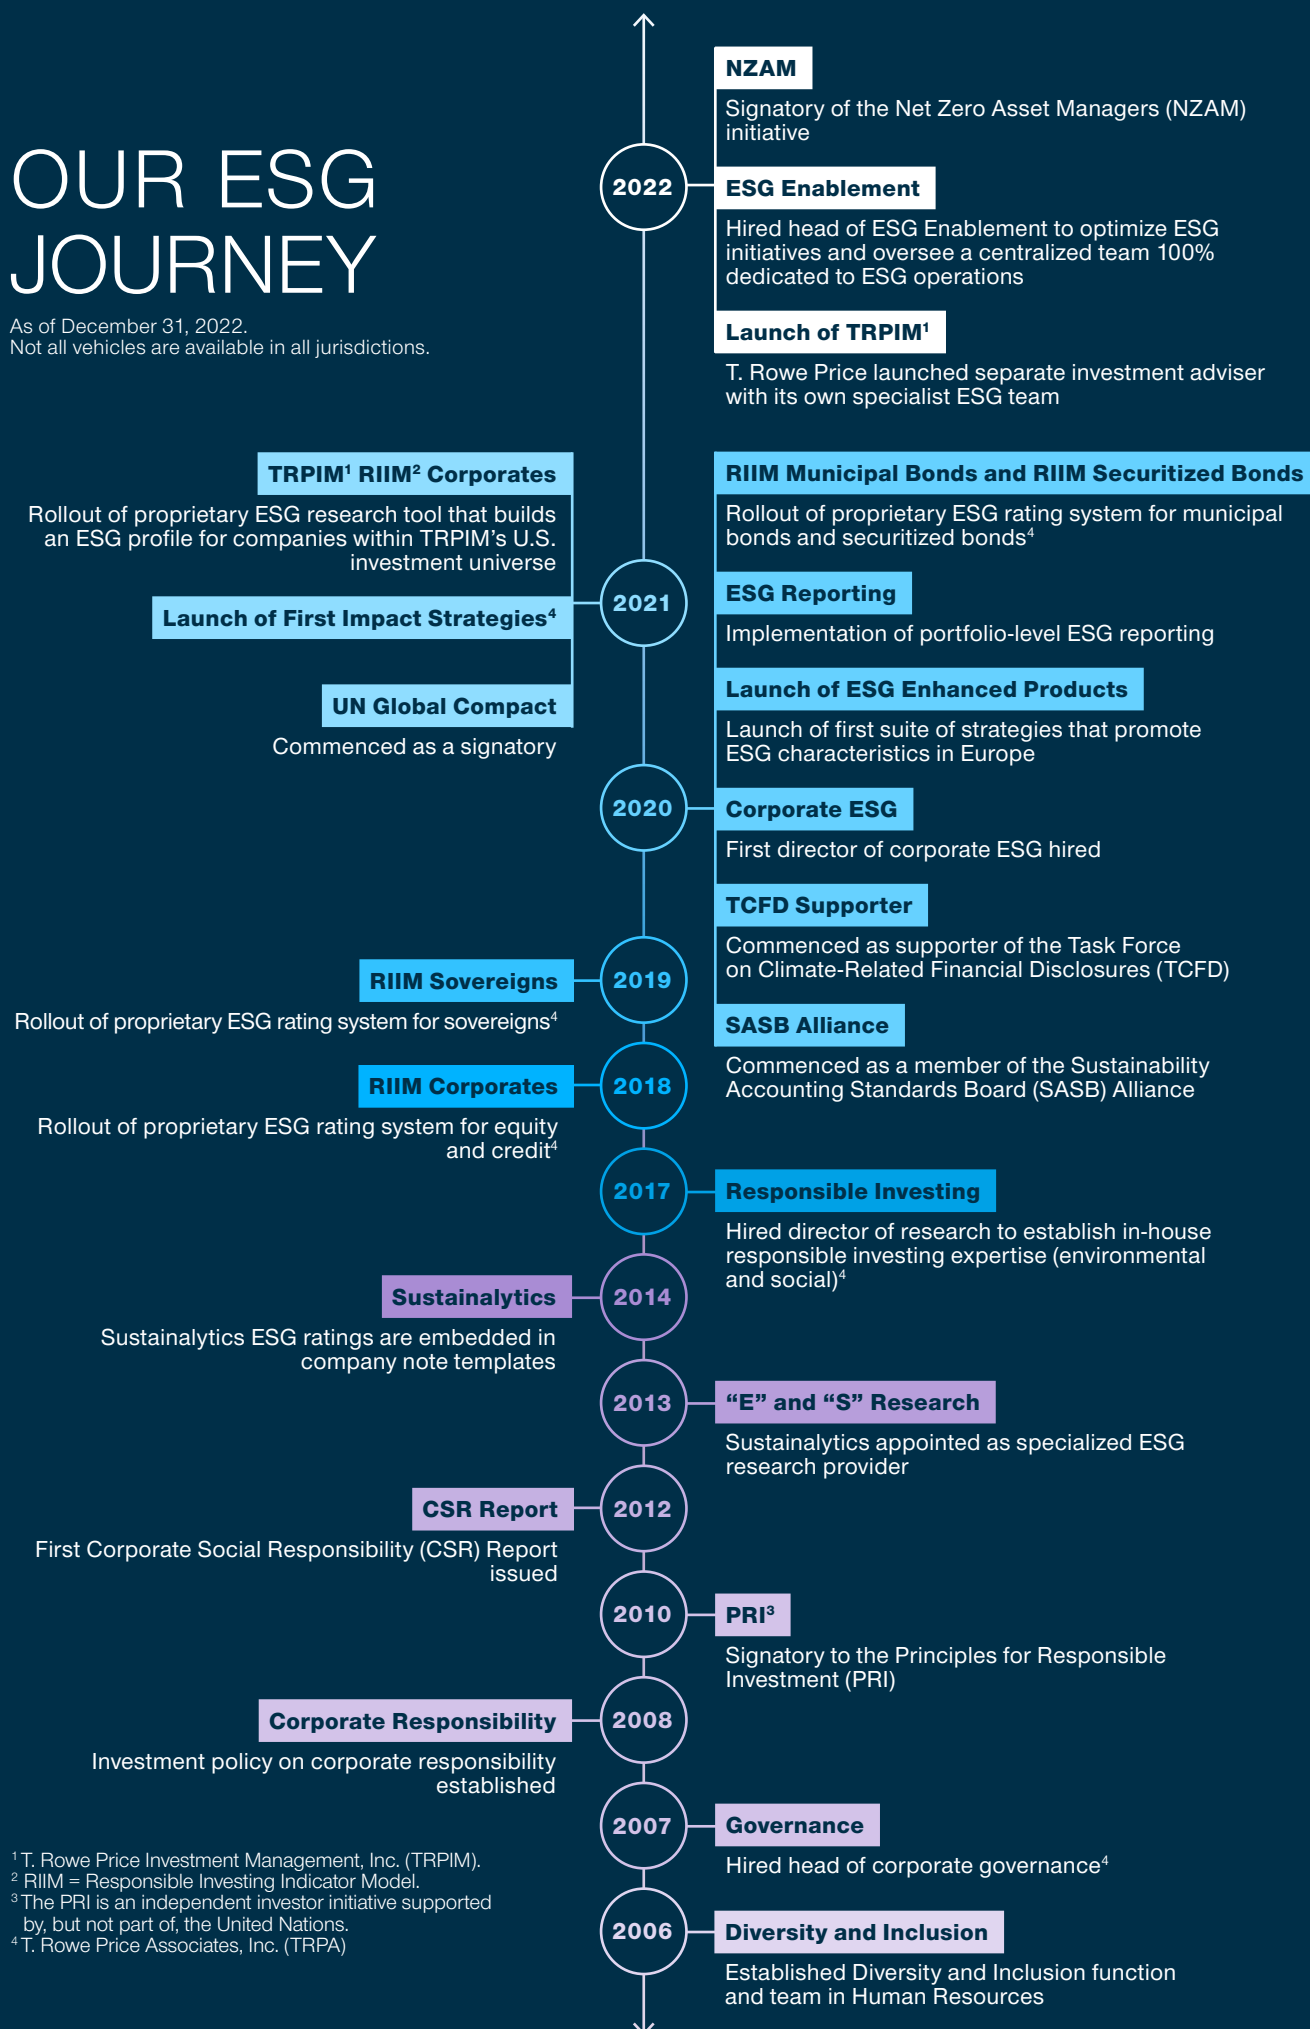 OUR ESG
JOURNEY
As of December 31, 2022.
Not all vehicles are available in all jurisdictions.
2022
NZAM
Signatory of the Net Zero Asset Managers (NZAM)
initiative
ESG Enablement
Hired head of ESG Enablement to optimize ESG
initiatives and oversee a centralized team 100%
dedicated to ESG operations
Launch of TRPIM¹
T. Rowe Price launched separate investment adviser
with its own specialist ESG team
2021
TRPIM¹ RIIM² Corporates
Rollout of proprietary ESG research tool that builds
an ESG profile for companies within TRPIM’s U.S.
investment universe
Launch of First Impact Strategies⁴
UN Global Compact
Commenced as a signatory
2020
RIIM Municipal Bonds and RIIM Securitized Bonds
Rollout of proprietary ESG rating system for municipal
bonds and securitized bonds⁴
ESG Reporting
Implementation of portfolio-level ESG reporting
Launch of ESG Enhanced Products
Launch of first suite of strategies that promote
ESG characteristics in Europe
Corporate ESG
First director of corporate ESG hired
TCFD Supporter
Commenced as supporter of the Task Force
on Climate-Related Financial Disclosures (TCFD)
SASB Alliance
Commenced as a member of the Sustainability
Accounting Standards Board (SASB) Alliance
2019
RIIM Sovereigns
Rollout of proprietary ESG rating system for sovereigns⁴
2018
RIIM Corporates
Rollout of proprietary ESG rating system for equity
and credit⁴
2017
Responsible Investing
Hired director of research to establish in-house
responsible investing expertise (environmental
and social)⁴
2014
Sustainalytics
Sustainalytics ESG ratings are embedded in
company note templates
2013
“E” and “S” Research
Sustainalytics appointed as specialized ESG
research provider
2012
CSR Report
First Corporate Social Responsibility (CSR) Report
issued
2010
PRI³
Signatory to the Principles for Responsible
Investment (PRI)
2008
Corporate Responsibility
Investment policy on corporate responsibility
established
2007
Governance
Hired head of corporate governance⁴
2006
Diversity and Inclusion
Established Diversity and Inclusion function
and team in Human Resources
¹ T. Rowe Price Investment Management, Inc. (TRPIM).
² RIIM = Responsible Investing Indicator Model.
³ The PRI is an independent investor initiative supported
by, but not part of, the United Nations.
⁴ T. Rowe Price Associates, Inc. (TRPA)